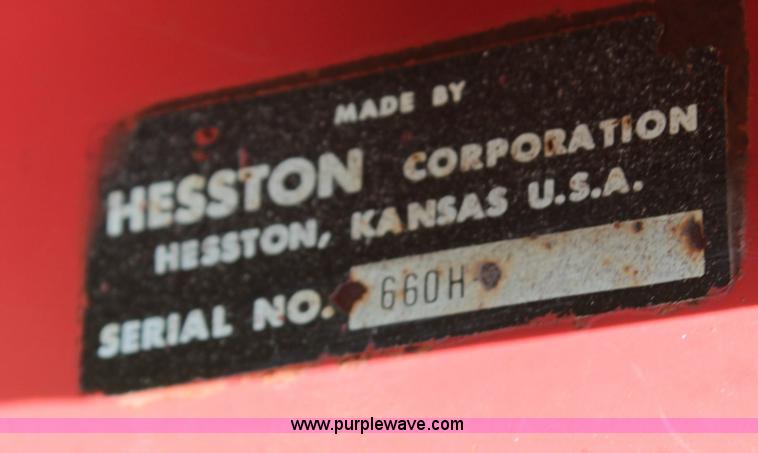 MADE BY
HESSTON CORPORATION
HESSTON, KANSAS U.S.A.
SERIAL NO. 660H-
www.purplewave.com